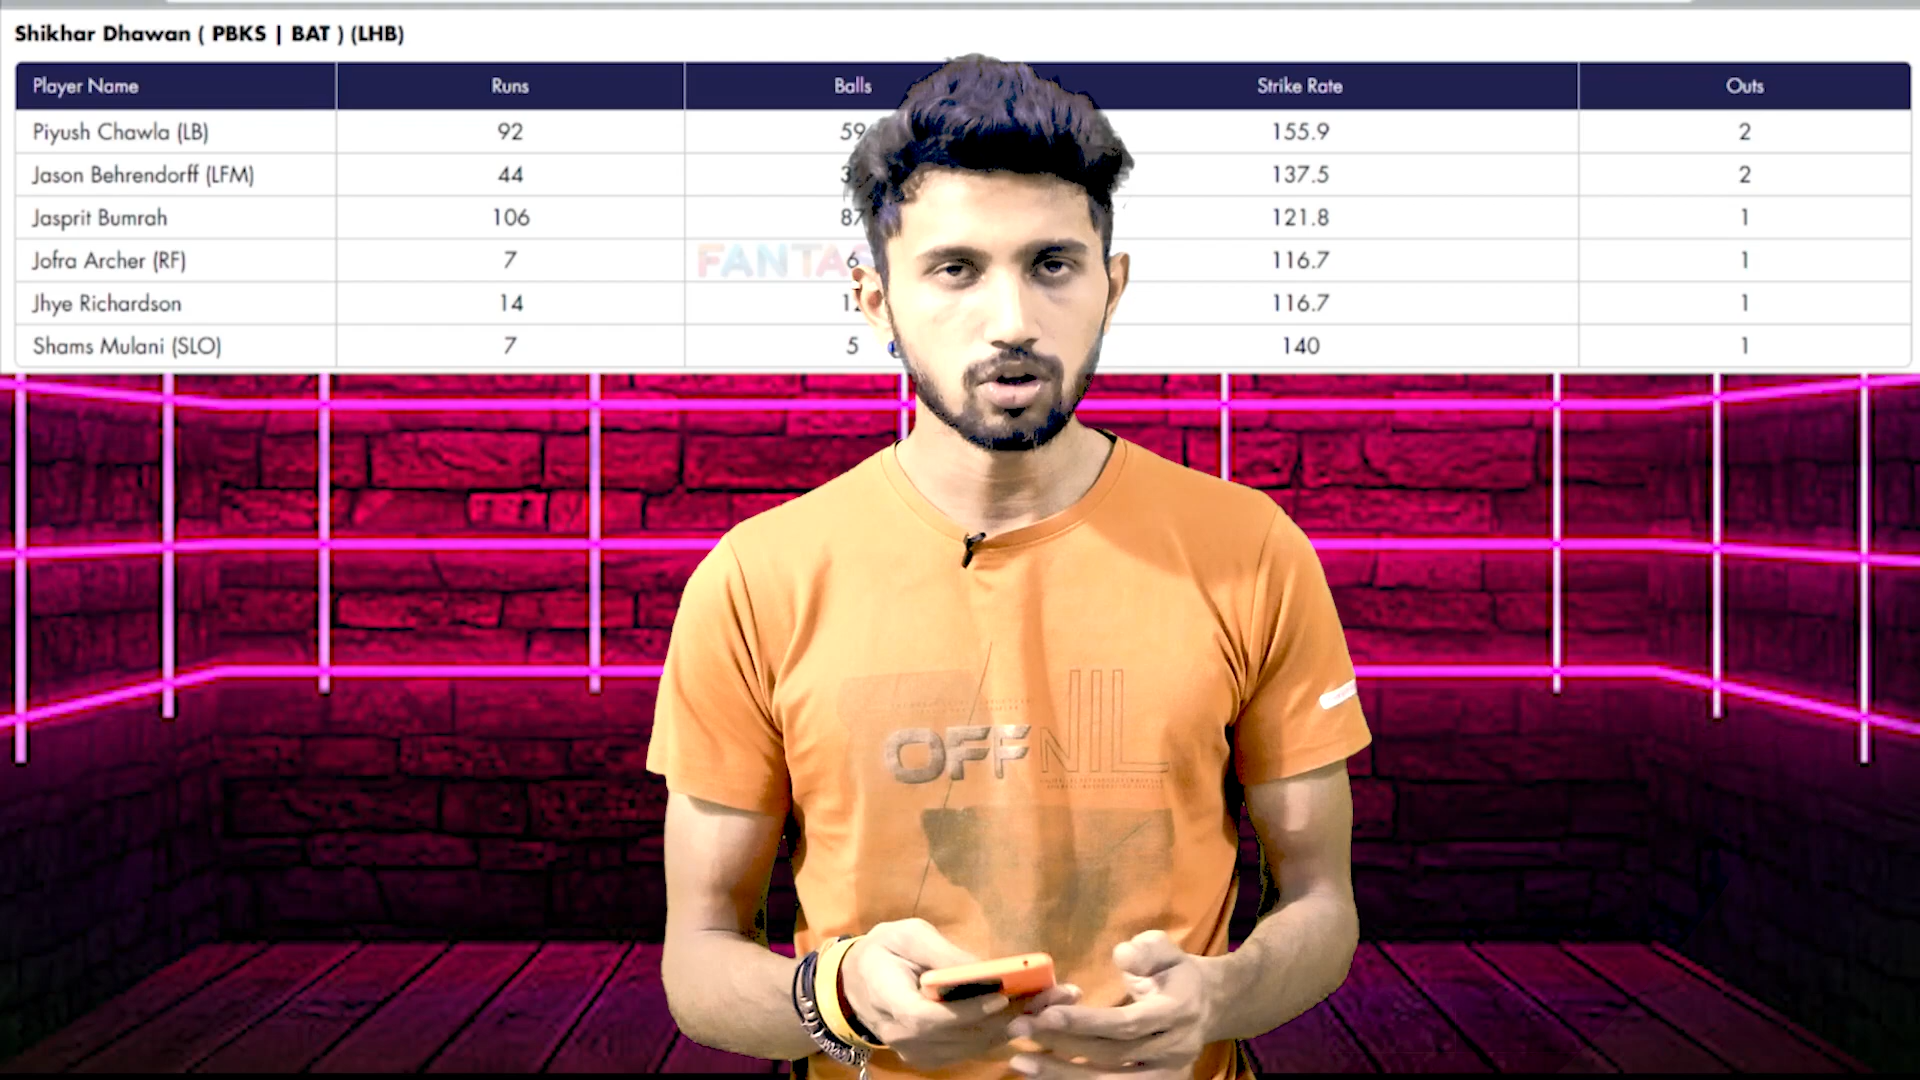 Shikhar Dhawan ( PBKS | BAT ) (LHB)
Player Name Runs Balls Strike Rate Outs
Piyush Chawla (LB) 92 59 155.9 2
Jason Behrendorff (LFM) 44 137.5 2
Jasprit Bumrah 106 87 121.8 1
Jofra Archer (RF) 7 6 116.7 1
Jhye Richardson 14 116.7 1
Shams Mulani (SLO) 7 5 140 1
OFF NIL